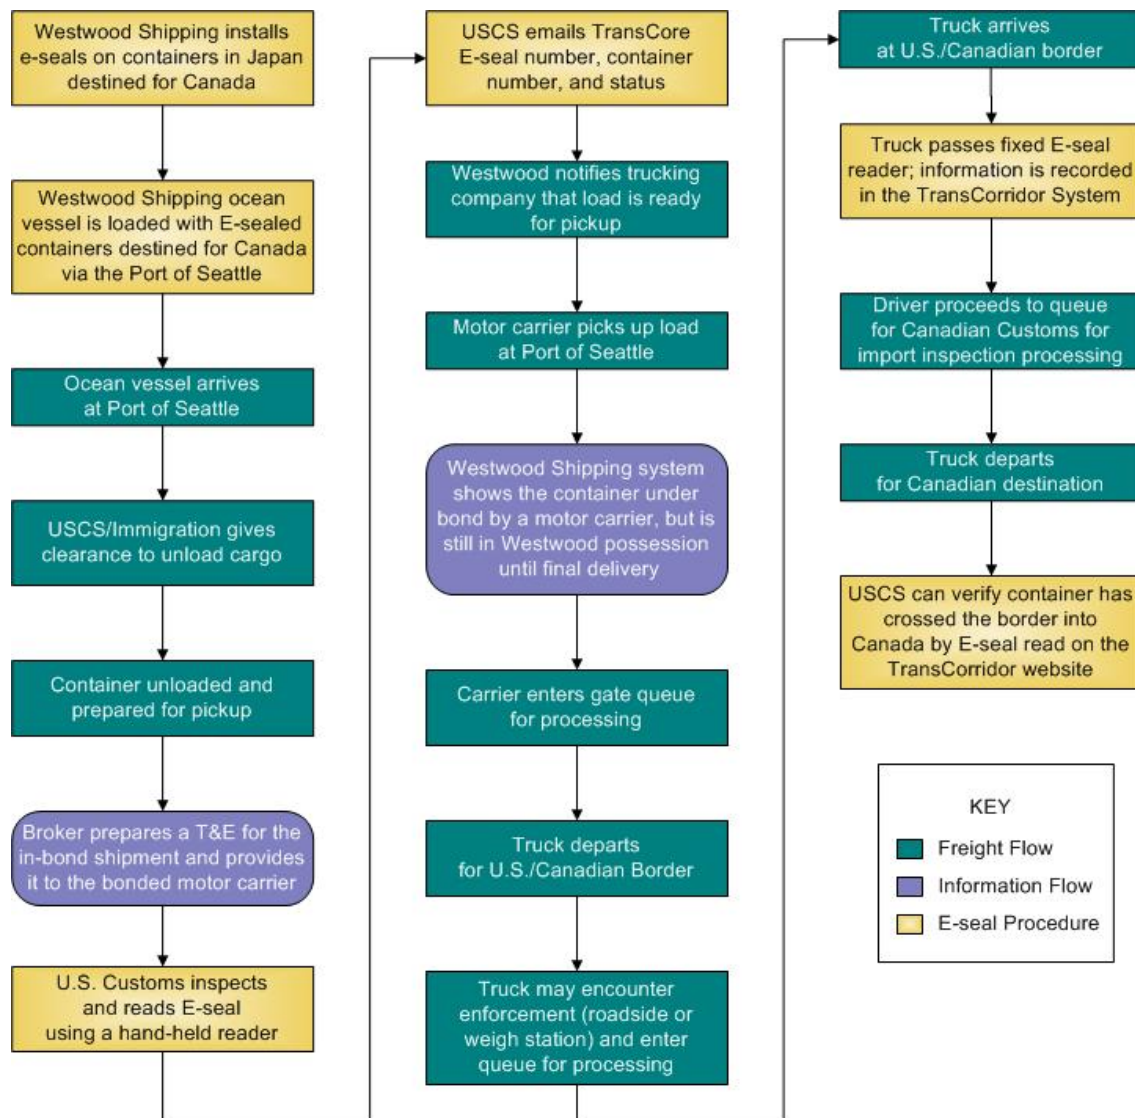 Westwood Shipping installs
e-seals on containers in Japan
destined for Canada
Westwood Shipping ocean
vessel is loaded with E-sealed
containers destined for Canada
via the Port of Seattle
Ocean vessel arrives
at Port of Seattle
USCS/Immigration gives
clearance to unload cargo
Container unloaded and
prepared for pickup
Broker prepares a T&E for the
in-bond shipment and provides
it to the bonded motor carrier
U.S. Customs inspects
and reads E-seal
using a hand-held reader
USCS emails TransCore
E-seal number, container
number, and status
Westwood notifies trucking
company that load is ready
for pickup
Motor carrier picks up load
at Port of Seattle
Westwood Shipping system
shows the container under
bond by a motor carrier, but is
still in Westwood possession
until final delivery
Carrier enters gate queue
for processing
Truck departs
for U.S./Canadian Border
Truck may encounter
enforcement (roadside or
weigh station) and enter
queue for processing
Truck arrives
at U.S./Canadian border
Truck passes fixed E-seal
reader; information is recorded
in the TransCorridor System
Driver proceeds to queue
for Canadian Customs for
import inspection processing
Truck departs
for Canadian destination
USCS can verify container has
crossed the border into
Canada by E-seal read on the
TransCorridor website
KEY
Freight Flow
Information Flow
E-seal Procedure